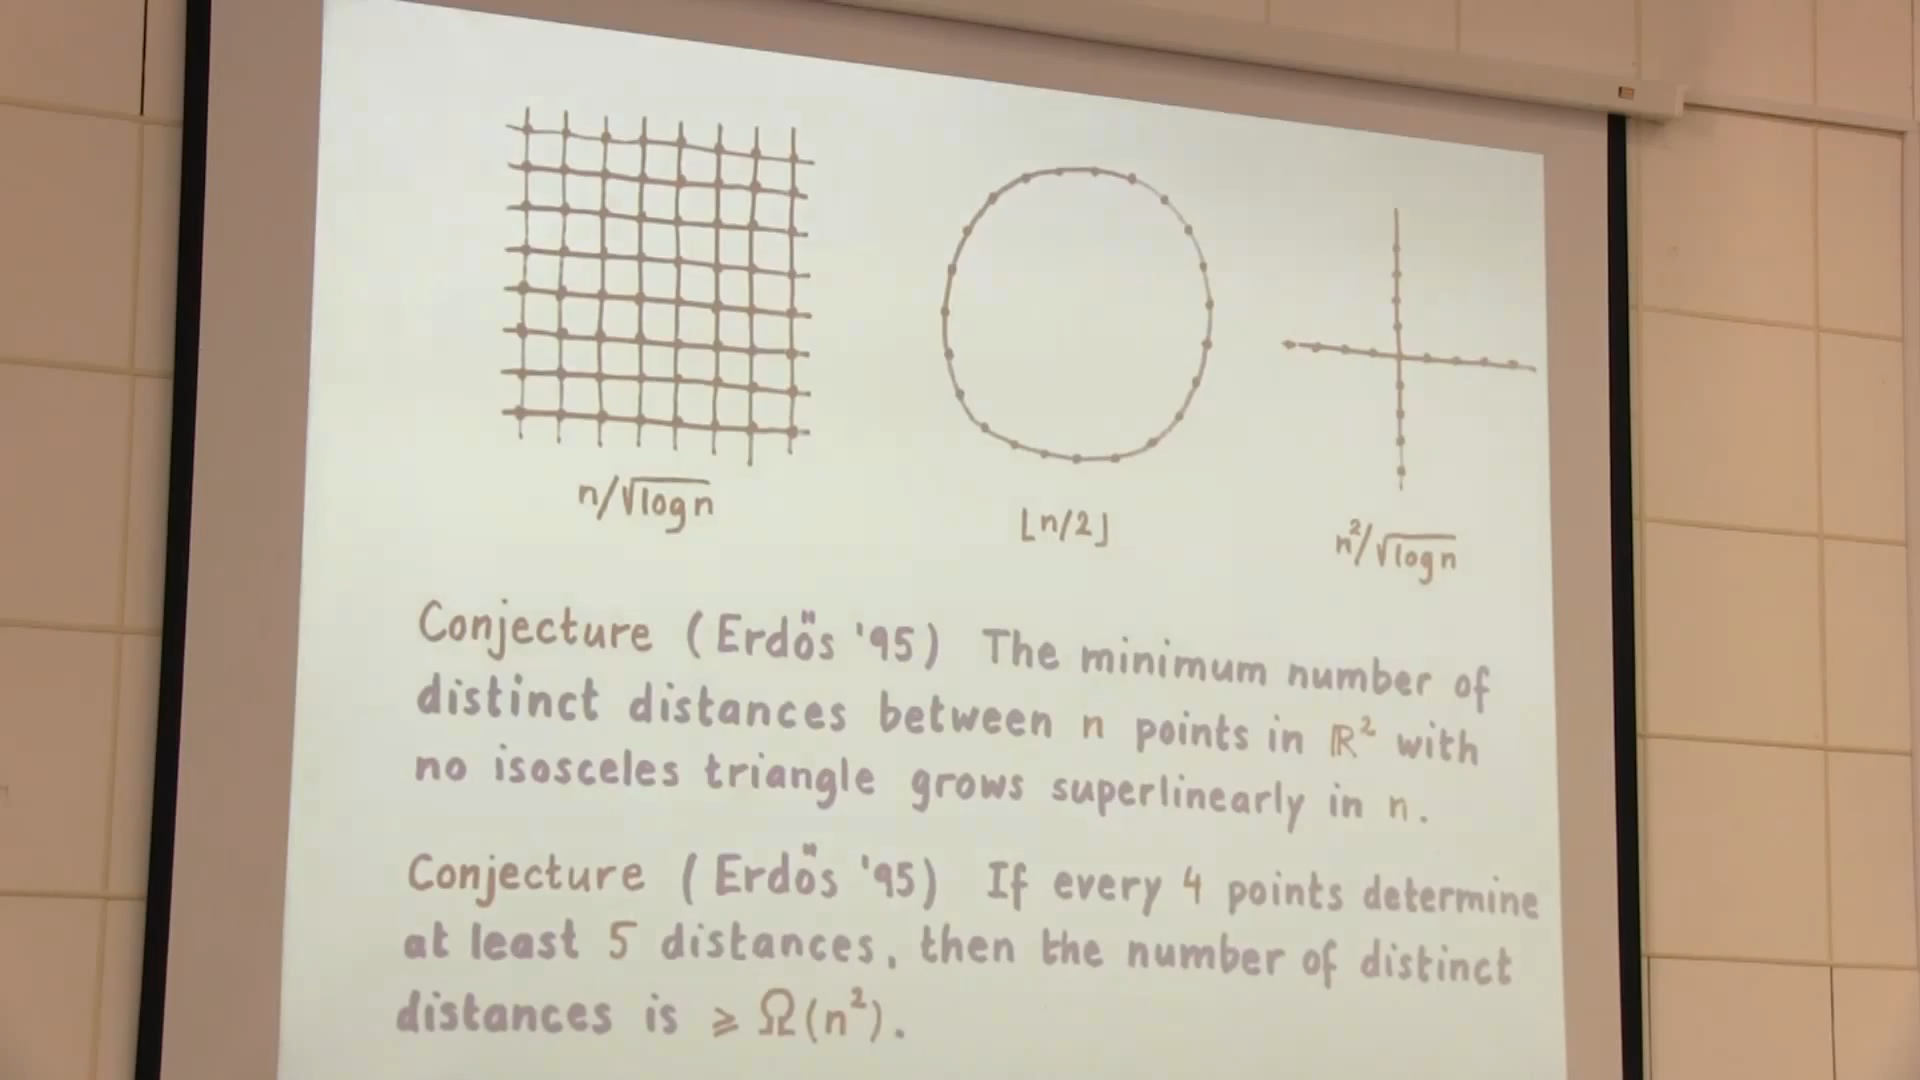 n/√log n
⌊n/2⌋
n²/√log n
Conjecture (Erdős '95) The minimum number of
distinct distances between n points in ℝ² with
no isosceles triangle grows superlinearly in n.
Conjecture (Erdős '95) If every 4 points determine
at least 5 distances, then the number of distinct
distances is ≥ Ω(n²).